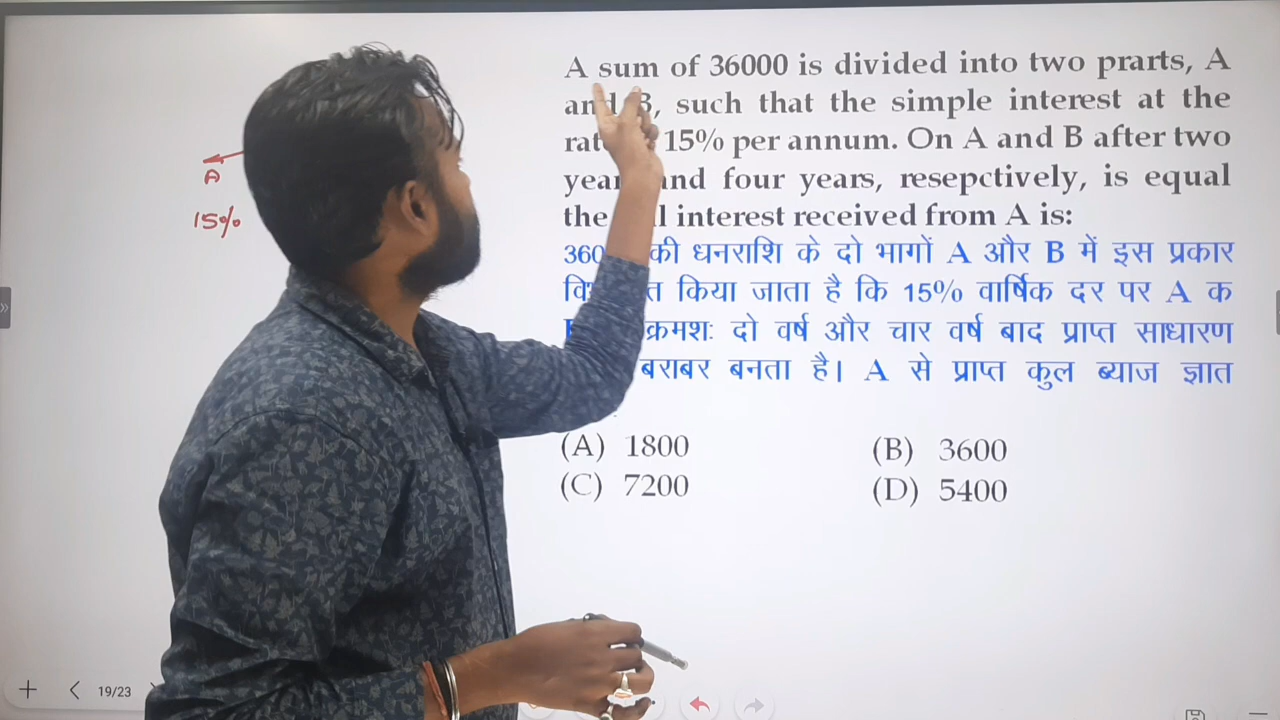 A sum of 36000 is divided into two prarts, A
and B, such that the simple interest at the
15% per annum. On A and B after two
and four years, resepctively, is equal
the interest received from A is:
की धनराशि के दो भागों A और B में इस प्रकार
किया जाता है कि 15% वार्षिक दर पर A क
क्रमशः दो वर्ष और चार वर्ष बाद प्राप्त साधारण
बराबर बनता है। A से प्राप्त कुल ब्याज ज्ञात
(A) 1800
(B) 3600
(C) 7200
(D) 5400
A
15%
19/23